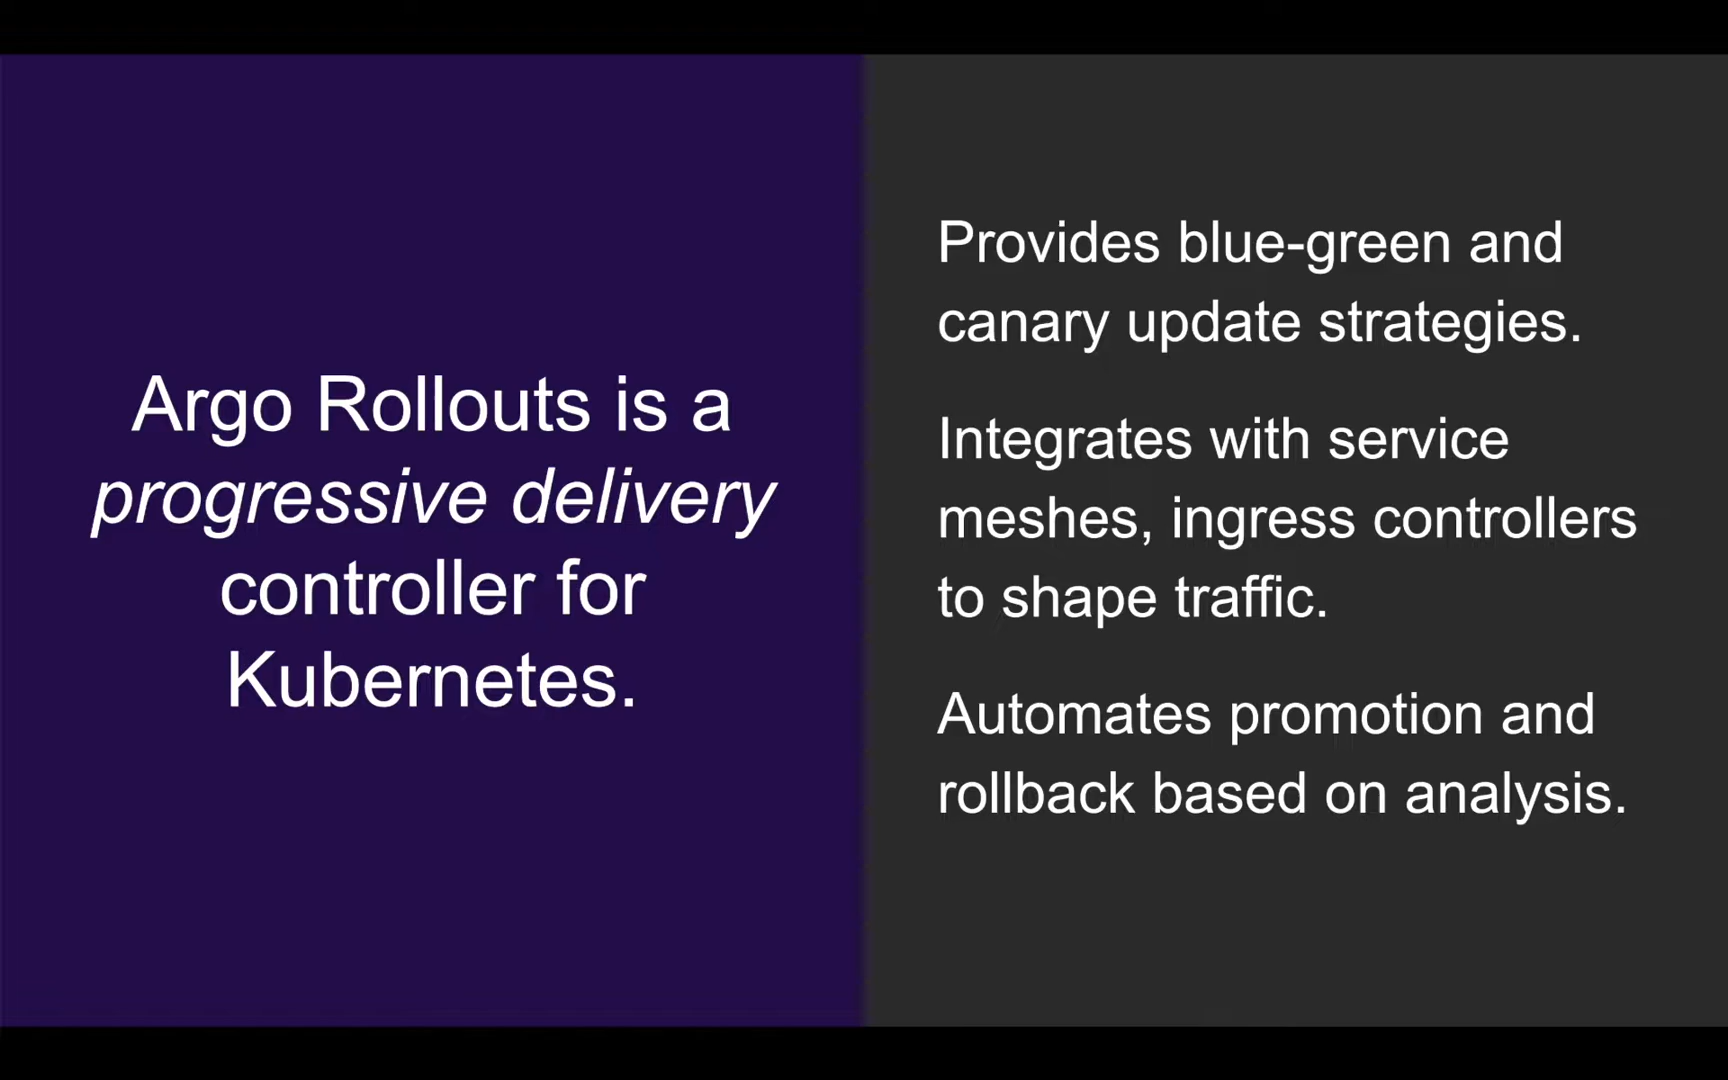 Argo Rollouts is a
progressive delivery
controller for
Kubernetes.
Provides blue-green and
canary update strategies.
Integrates with service
meshes, ingress controllers
to shape traffic.
Automates promotion and
rollback based on analysis.